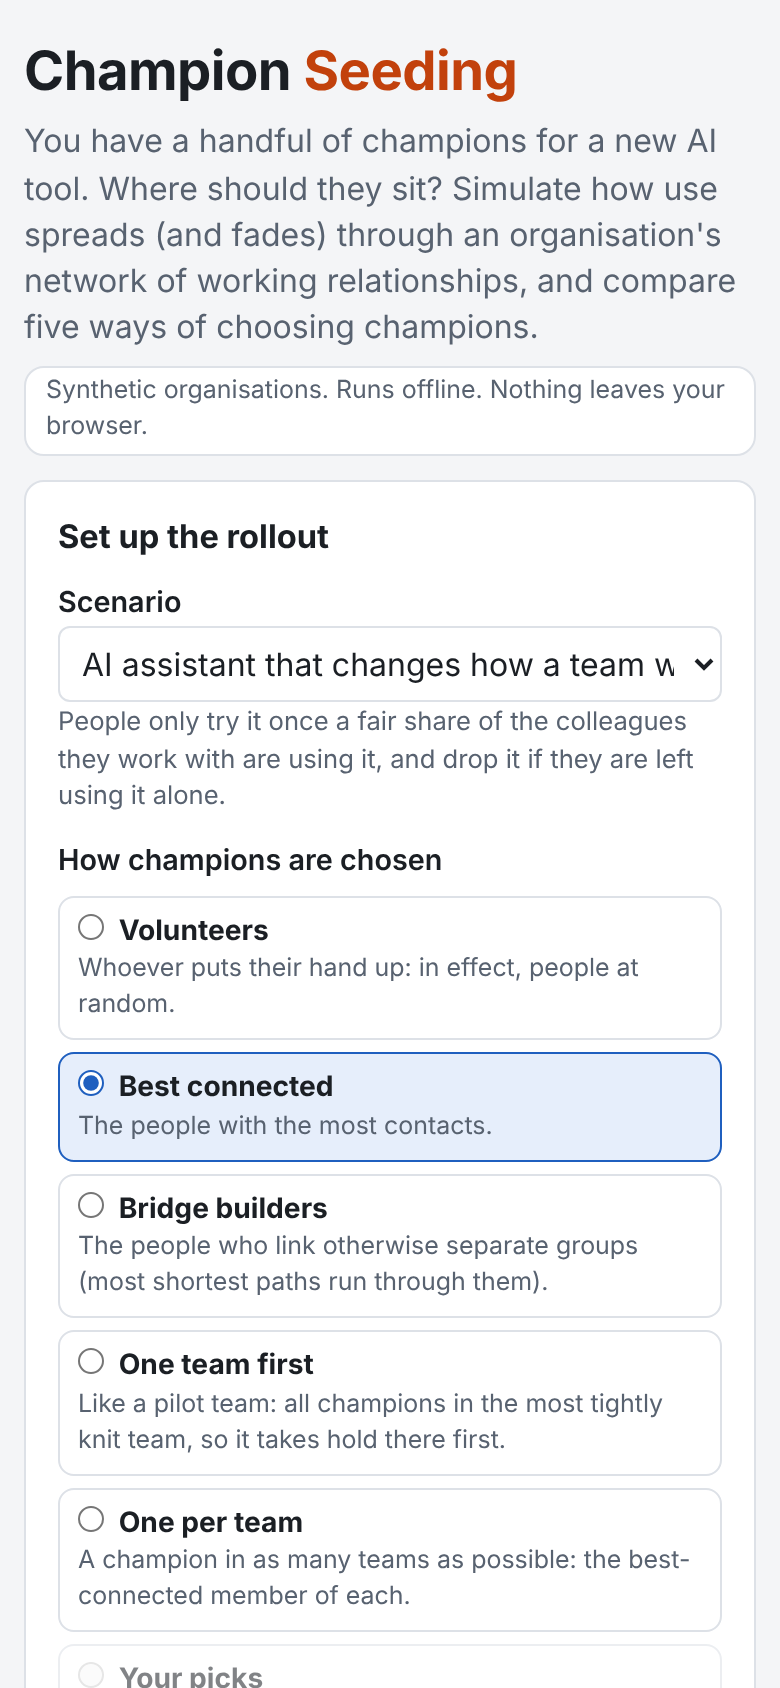 Champion Seeding
You have a handful of champions for a new AI
tool. Where should they sit? Simulate how use
spreads (and fades) through an organisation's
network of working relationships, and compare
five ways of choosing champions.
Synthetic organisations. Runs offline. Nothing leaves your
browser.
Set up the rollout
Scenario
AI assistant that changes how a team w
People only try it once a fair share of the colleagues
they work with are using it, and drop it if they are left
using it alone.
How champions are chosen
Volunteers
Whoever puts their hand up: in effect, people at
random.
Best connected
The people with the most contacts.
Bridge builders
The people who link otherwise separate groups
(most shortest paths run through them).
One team first
Like a pilot team: all champions in the most tightly
knit team, so it takes hold there first.
One per team
A champion in as many teams as possible: the best-
connected member of each.
Your picks